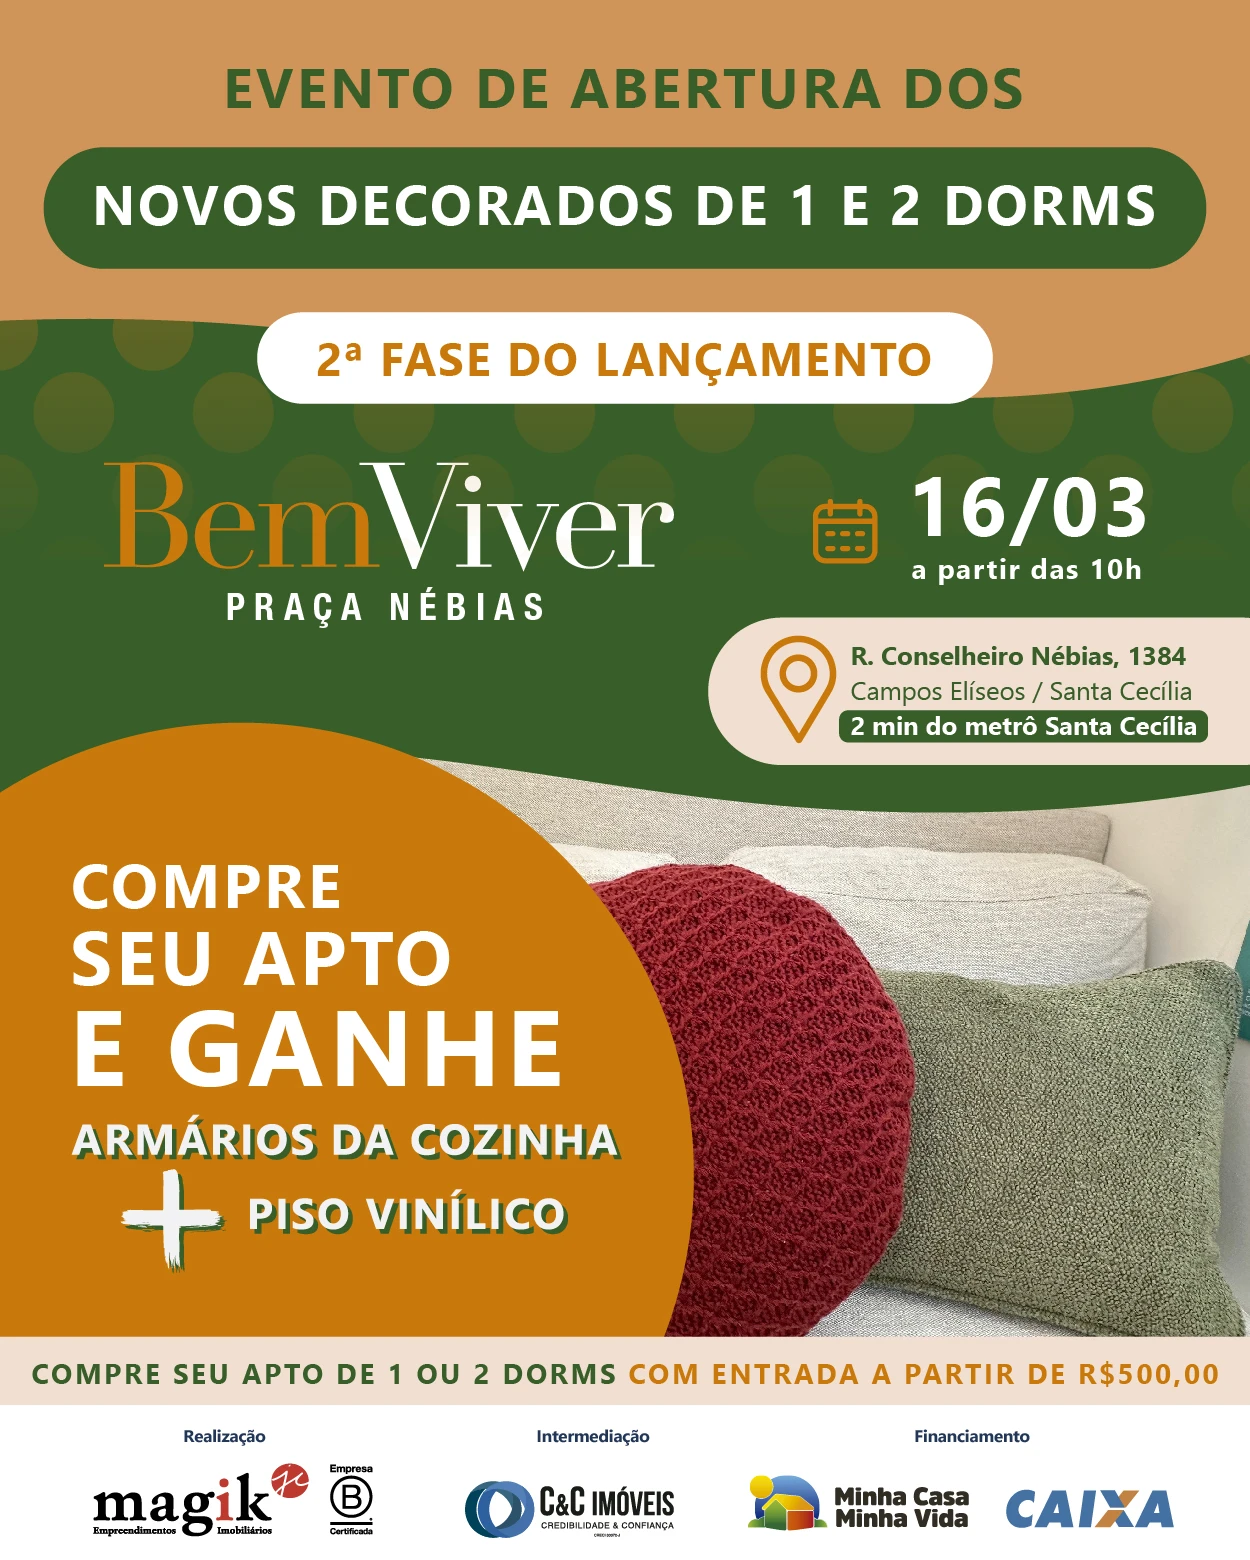 EVENTO DE ABERTURA DOS
NOVOS DECORADOS DE 1 E 2 DORMS
2ª FASE DO LANÇAMENTO
BemViver
PRAÇA NÉBIAS
16/03
a partir das 10h
R. Conselheiro Nébias, 1384
Campos Elíseos / Santa Cecília
2 min do metrô Santa Cecília
COMPRE
SEU APTO
E GANHE
ARMÁRIOS DA COZINHA
+ PISO VINÍLICO
COMPRE SEU APTO DE 1 OU 2 DORMS COM ENTRADA A PARTIR DE R$500,00
Realização
magik jc
Empreendimentos Imobiliários
Empresa
B
Certificada
Intermediação
C&C IMÓVEIS
CREDIBILIDADE & CONFIANÇA
Financiamento
Minha Casa
Minha Vida
CAIXA